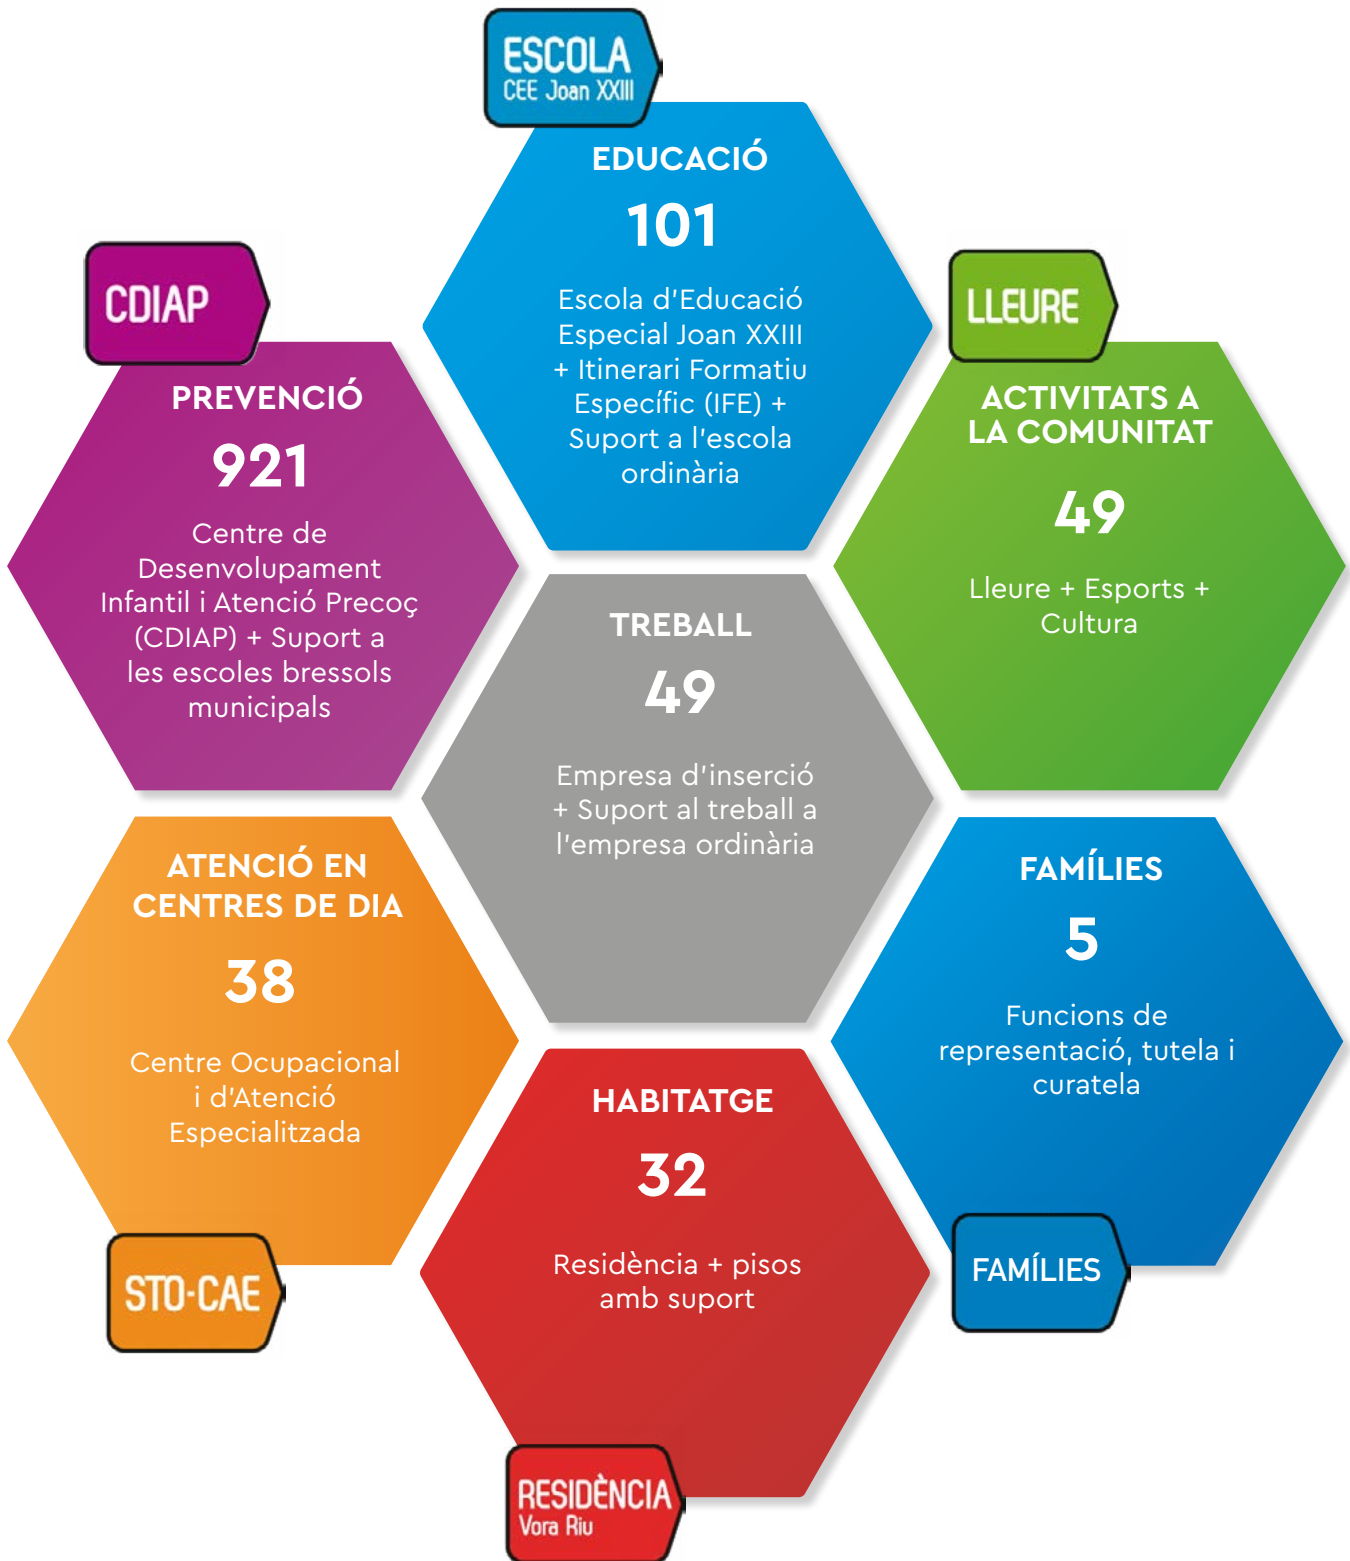 ESCOLA
CEE Joan XXIII
EDUCACIÓ
101
Escola d'Educació
Especial Joan XXIII
+ Itinerari Formatiu
Específic (IFE) +
Suport a l'escola
ordinària
CDIAP
PREVENCIÓ
921
Centre de
Desenvolupament
Infantil i Atenció Precoç
(CDIAP) + Suport a
les escoles bressols
municipals
LLEURE
ACTIVITATS A
LA COMUNITAT
49
Lleure + Esports +
Cultura
TREBALL
49
Empresa d'inserció
+ Suport al treball a
l'empresa ordinària
ATENCIÓ EN
CENTRES DE DIA
38
Centre Ocupacional
i d'Atenció
Especialitzada
STO-CAE
FAMÍLIES
5
Funcions de
representació, tutela i
curatela
FAMÍLIES
HABITATGE
32
Residència + pisos
amb suport
RESIDÈNCIA
Vora Riu